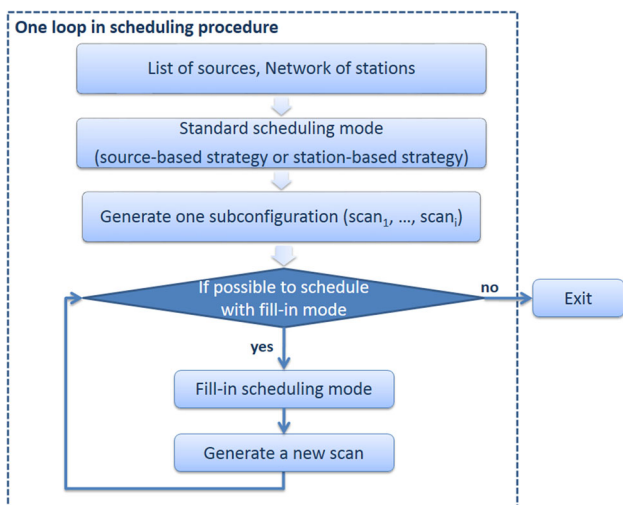 One loop in scheduling procedure
List of sources, Network of stations
Standard scheduling mode
(source-based strategy or station-based strategy)
Generate one subconfiguration (scan₁, ..., scanᵢ)
If possible to schedule
with fill-in mode
no
Exit
yes
Fill-in scheduling mode
Generate a new scan